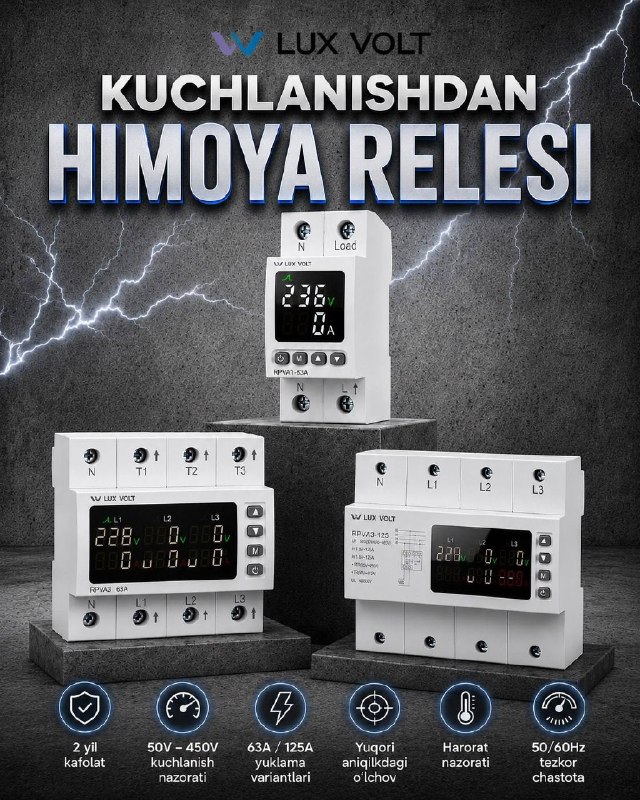 LUX VOLT
KUCHLANISHDAN
HIMOYA RELESI
N Load
LUX VOLT
236 V
0 A
M
RPVA1-63A
N L
N T1 T2 T3
LUX VOLT
L1 L2 L3
228 V 0 V 0 V
M
RPVA3 63A
N L1 L2 L3
N L1 L2 L3
LUX VOLT
RPVA3-125
L1 L2 L3
228 0 0
M
2 yil
kafolat
50V – 450V
kuchlanish
nazorati
63A / 125A
yuklama
variantlari
Yuqori
aniqlikdagi
o'lchov
Harorat
nazorati
50/60Hz
tezkor
chastota